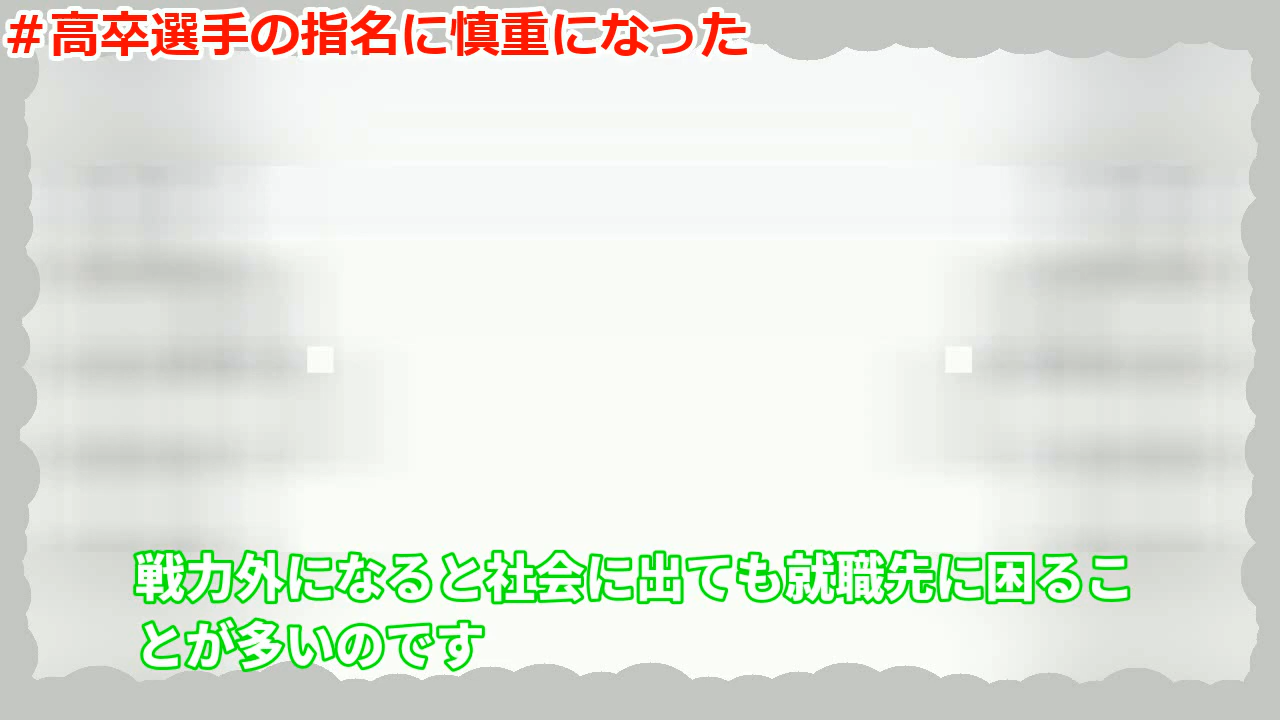 ＃高卒選手の指名に慎重になった
戦力外になると社会に出ても就職先に困るこ
とが多いのです